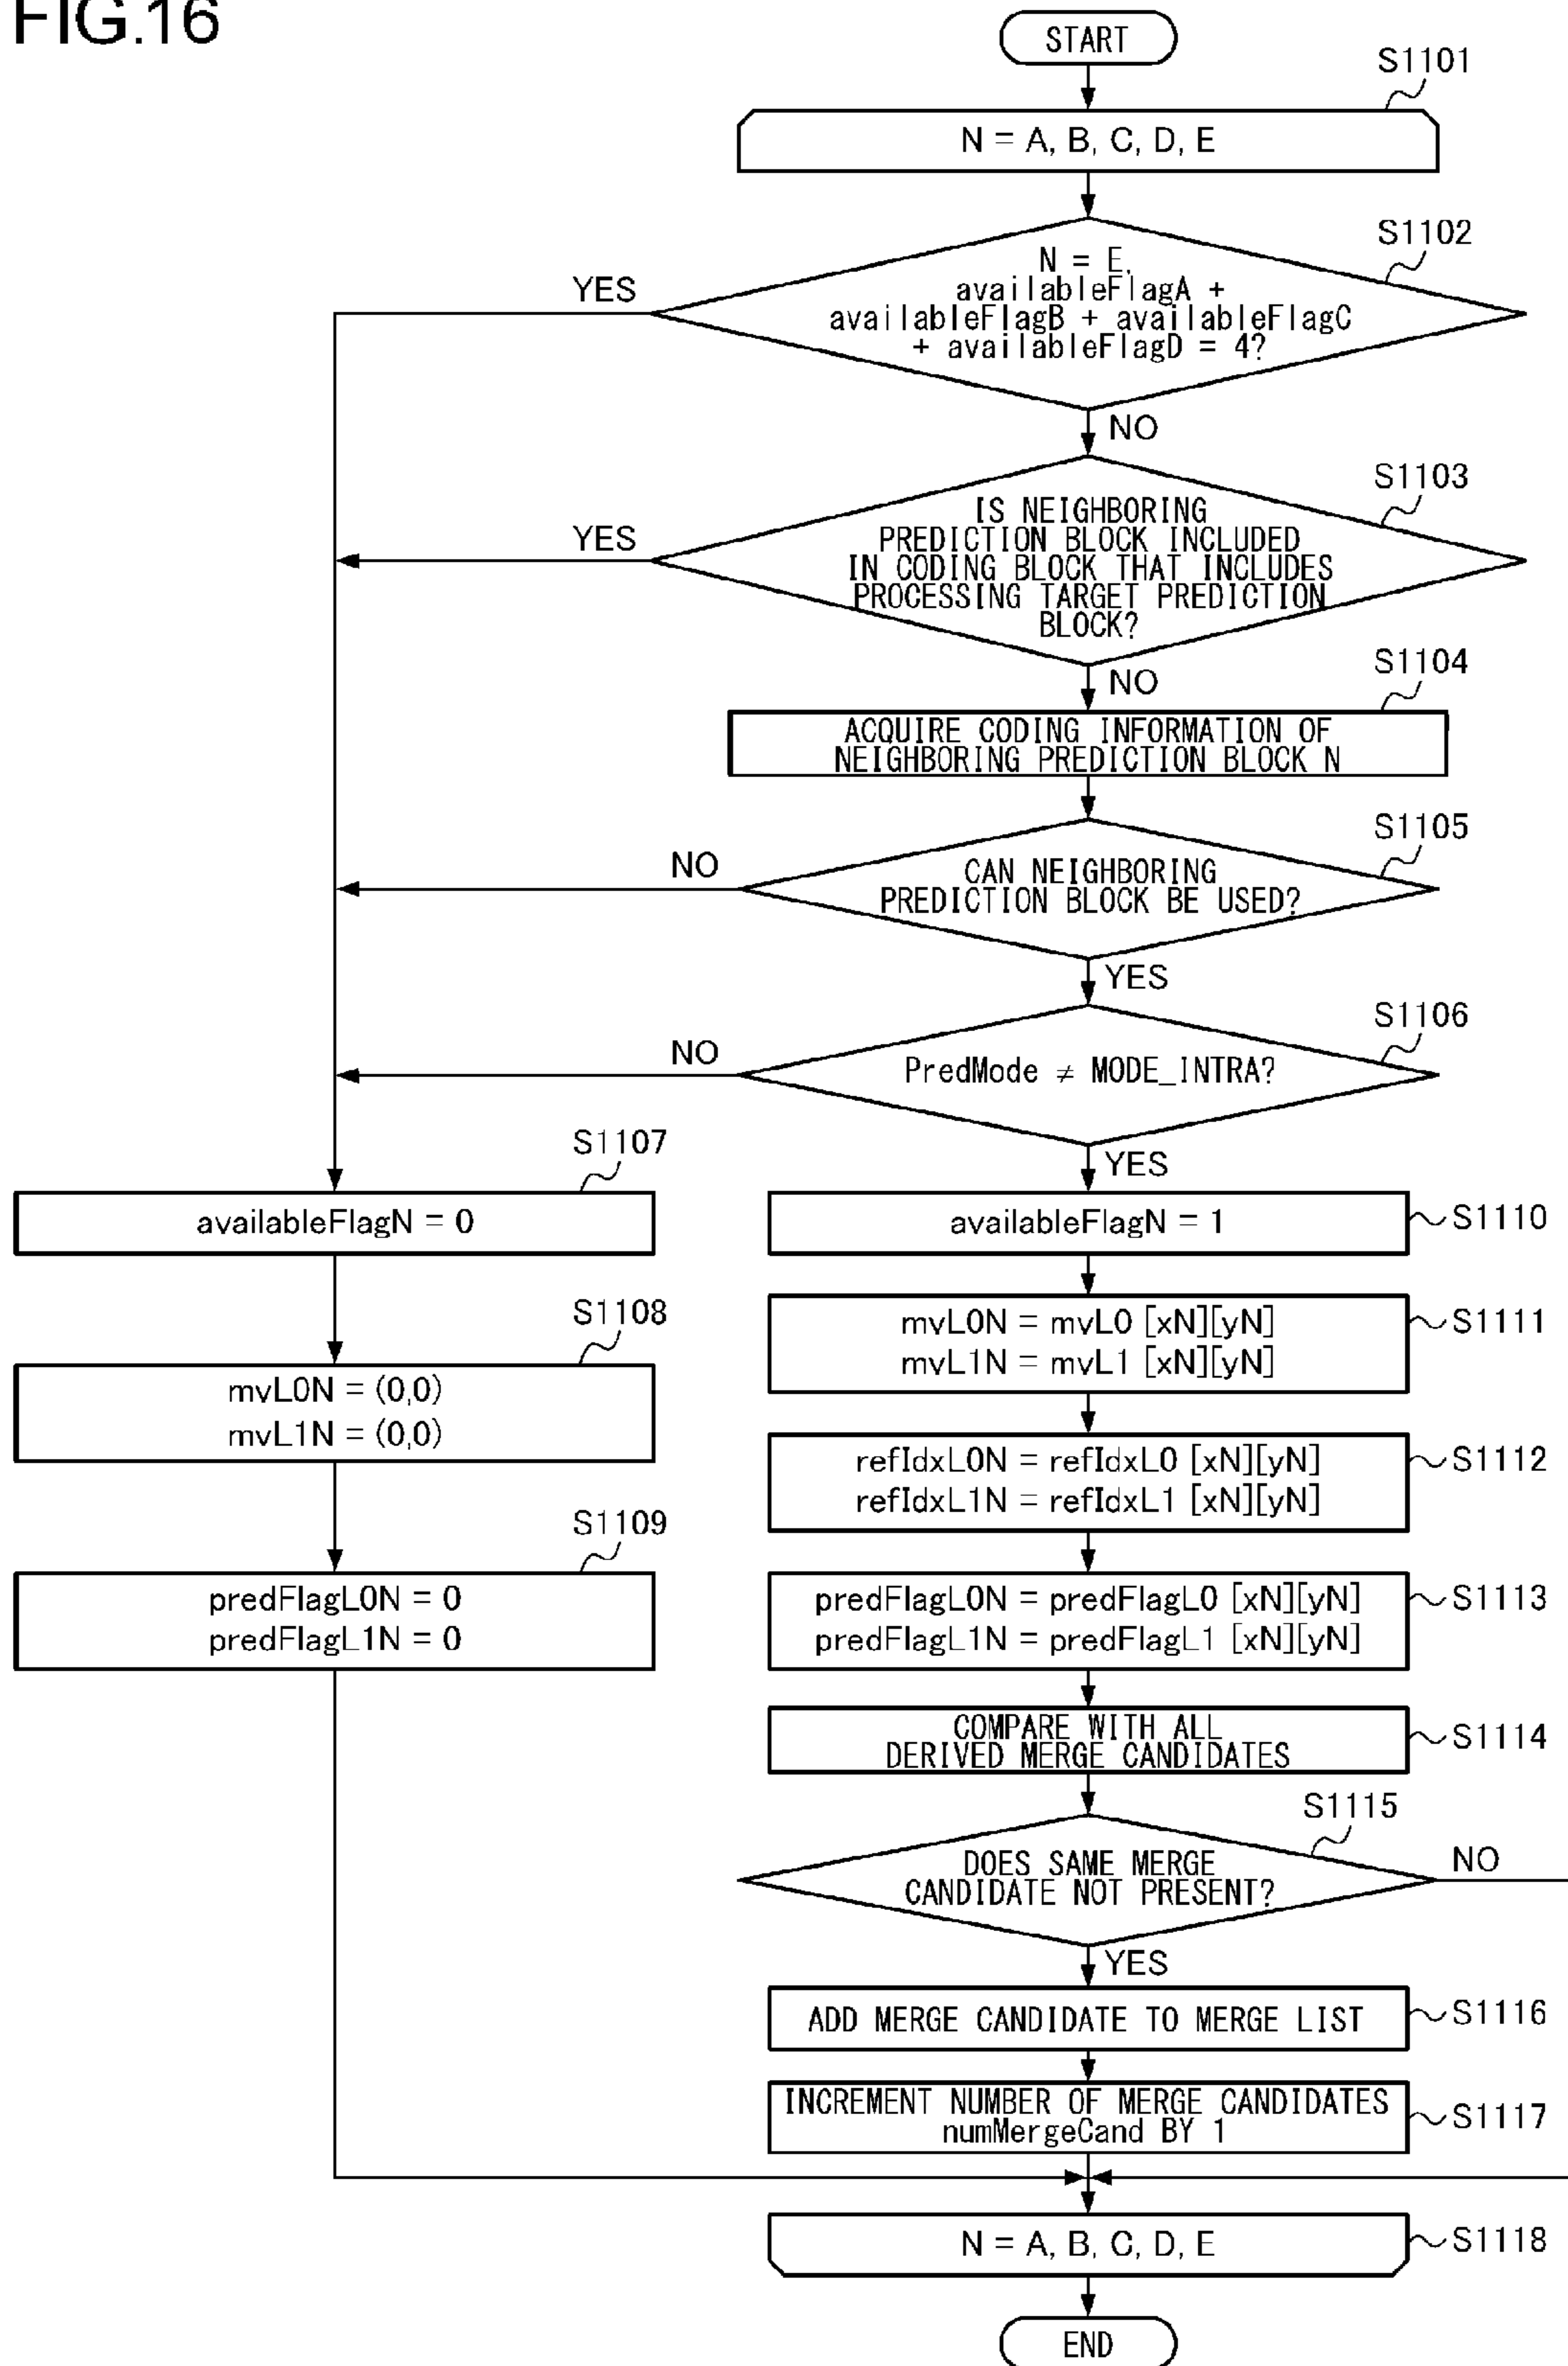 FIG.16
START
S1101
N = A, B, C, D, E
S1102
N = E,
availableFlagA +
availableFlagB + availableFlagC
+ availableFlagD = 4?
YES
NO
S1103
IS NEIGHBORING
PREDICTION BLOCK INCLUDED
IN CODING BLOCK THAT INCLUDES
PROCESSING TARGET PREDICTION
BLOCK?
YES
NO
S1104
ACQUIRE CODING INFORMATION OF
NEIGHBORING PREDICTION BLOCK N
S1105
CAN NEIGHBORING
PREDICTION BLOCK BE USED?
NO
YES
S1106
PredMode ≠ MODE_INTRA?
NO
YES
S1107
availableFlagN = 0
S1108
mvL0N = (0,0)
mvL1N = (0,0)
S1109
predFlagL0N = 0
predFlagL1N = 0
availableFlagN = 1
S1110
mvL0N = mvL0 [xN][yN]
mvL1N = mvL1 [xN][yN]
S1111
refIdxL0N = refIdxL0 [xN][yN]
refIdxL1N = refIdxL1 [xN][yN]
S1112
predFlagL0N = predFlagL0 [xN][yN]
predFlagL1N = predFlagL1 [xN][yN]
S1113
COMPARE WITH ALL
DERIVED MERGE CANDIDATES
S1114
S1115
DOES SAME MERGE
CANDIDATE NOT PRESENT?
NO
YES
ADD MERGE CANDIDATE TO MERGE LIST
S1116
INCREMENT NUMBER OF MERGE CANDIDATES
numMergeCand BY 1
S1117
N = A, B, C, D, E
S1118
END